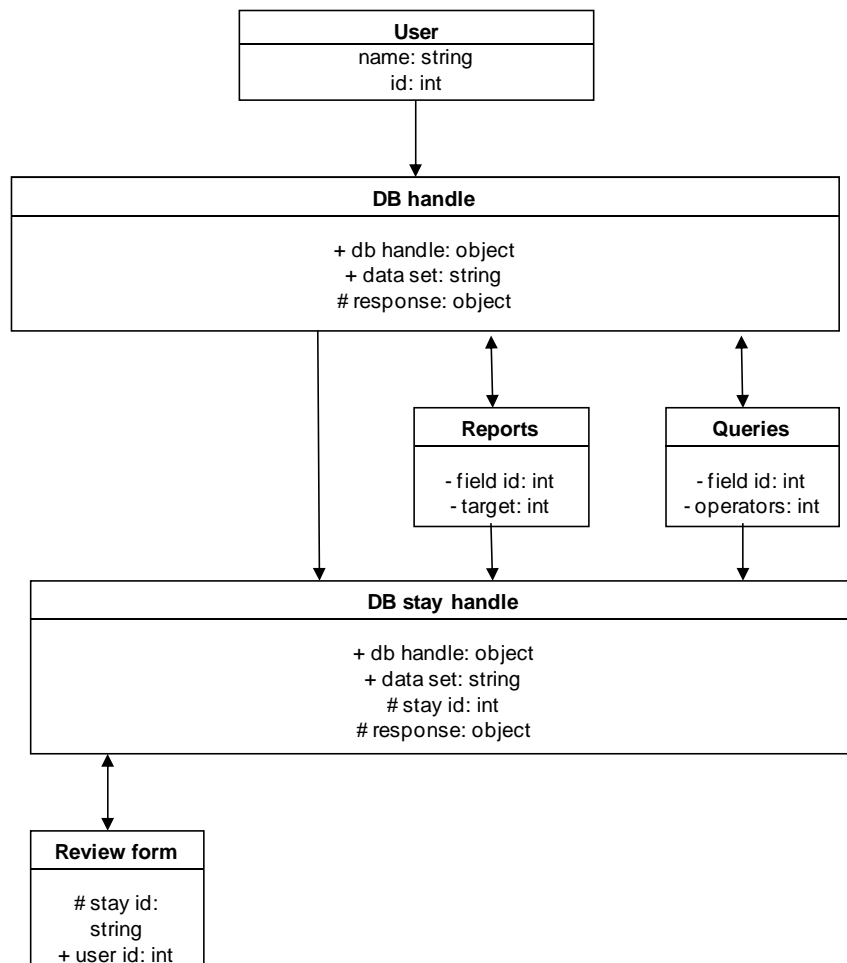 User
name: string
id: int
DB handle
+ db handle: object
+ data set: string
# response: object
Reports
- field id: int
- target: int
Queries
- field id: int
- operators: int
DB stay handle
+ db handle: object
+ data set: string
# stay id: int
# response: object
Review form
# stay id:
string
+ user id: int